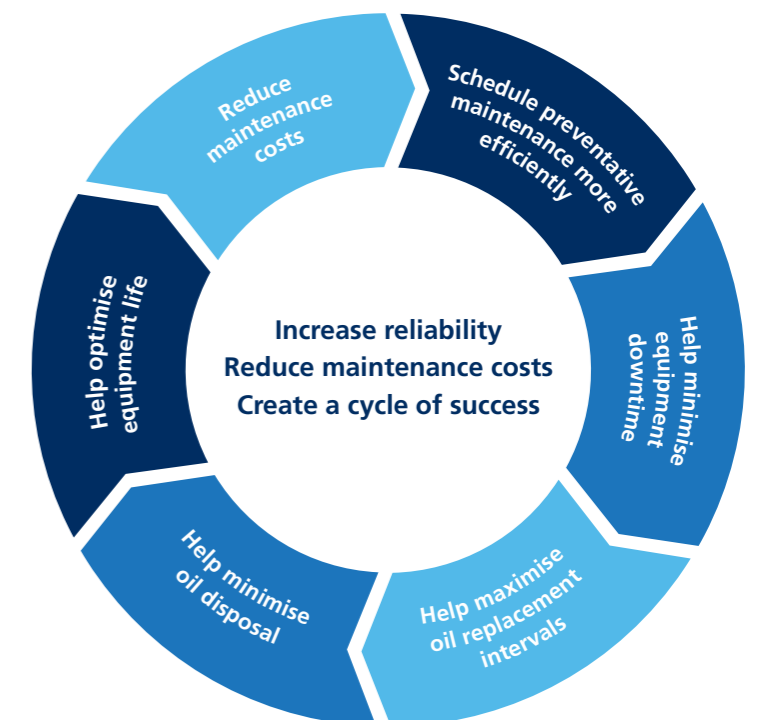 Reduce
maintenance
costs
Schedule preventative
maintenance more
efficiently
Help minimise
equipment
downtime
Help maximise
oil replacement
intervals
Help minimise
oil disposal
Help optimise
equipment life
Increase reliability
Reduce maintenance costs
Create a cycle of success